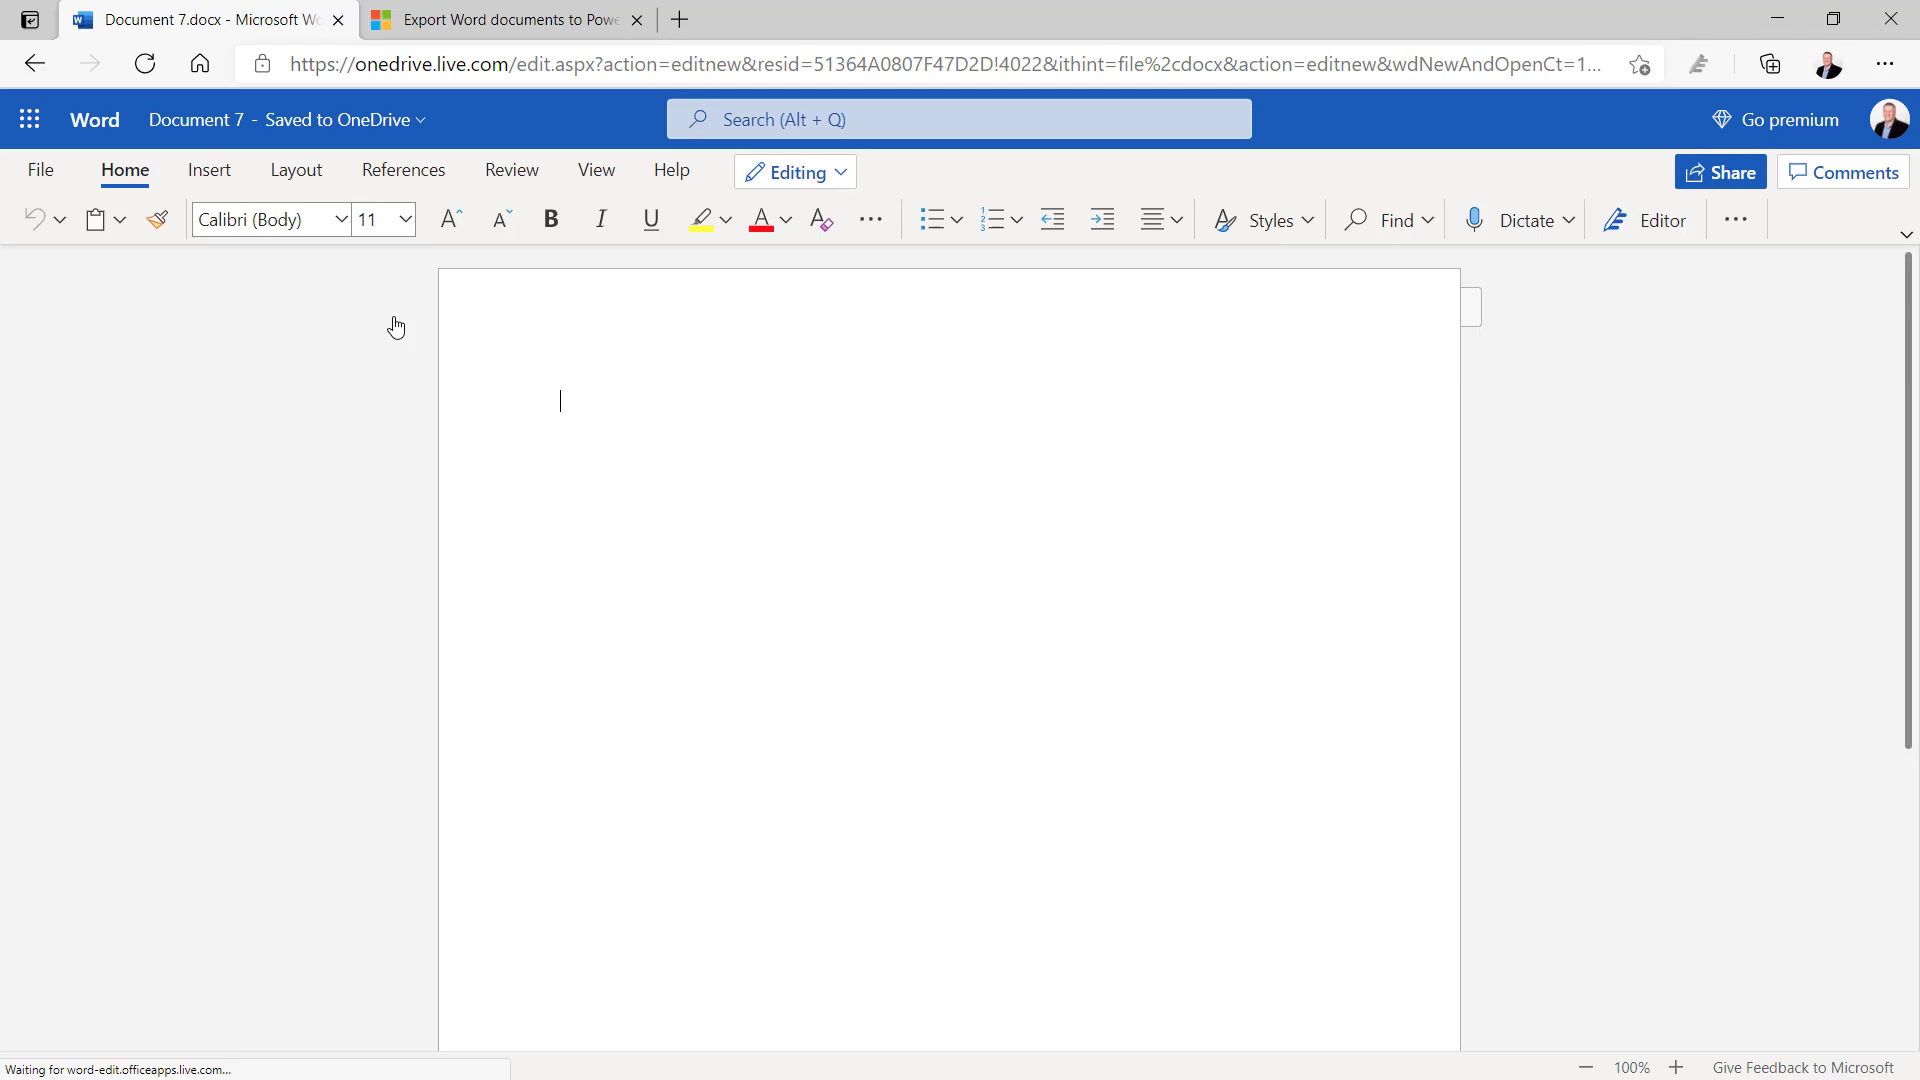 Document 7.docx - Microsoft Wo
Export Word documents to Powe
https://onedrive.live.com/edit.aspx?action=editnew&resid=51364A0807F47D2D!4022&ithint=file%2cdocx&action=editnew&wdNewAndOpenCt=1...
Word Document 7 - Saved to OneDrive Search (Alt + Q) Go premium
File Home Insert Layout References Review View Help Editing Share Comments
Calibri (Body) 11 A A B I U A A Styles Find Dictate Editor
Waiting for word-edit.officeapps.live.com... 100% Give Feedback to Microsoft